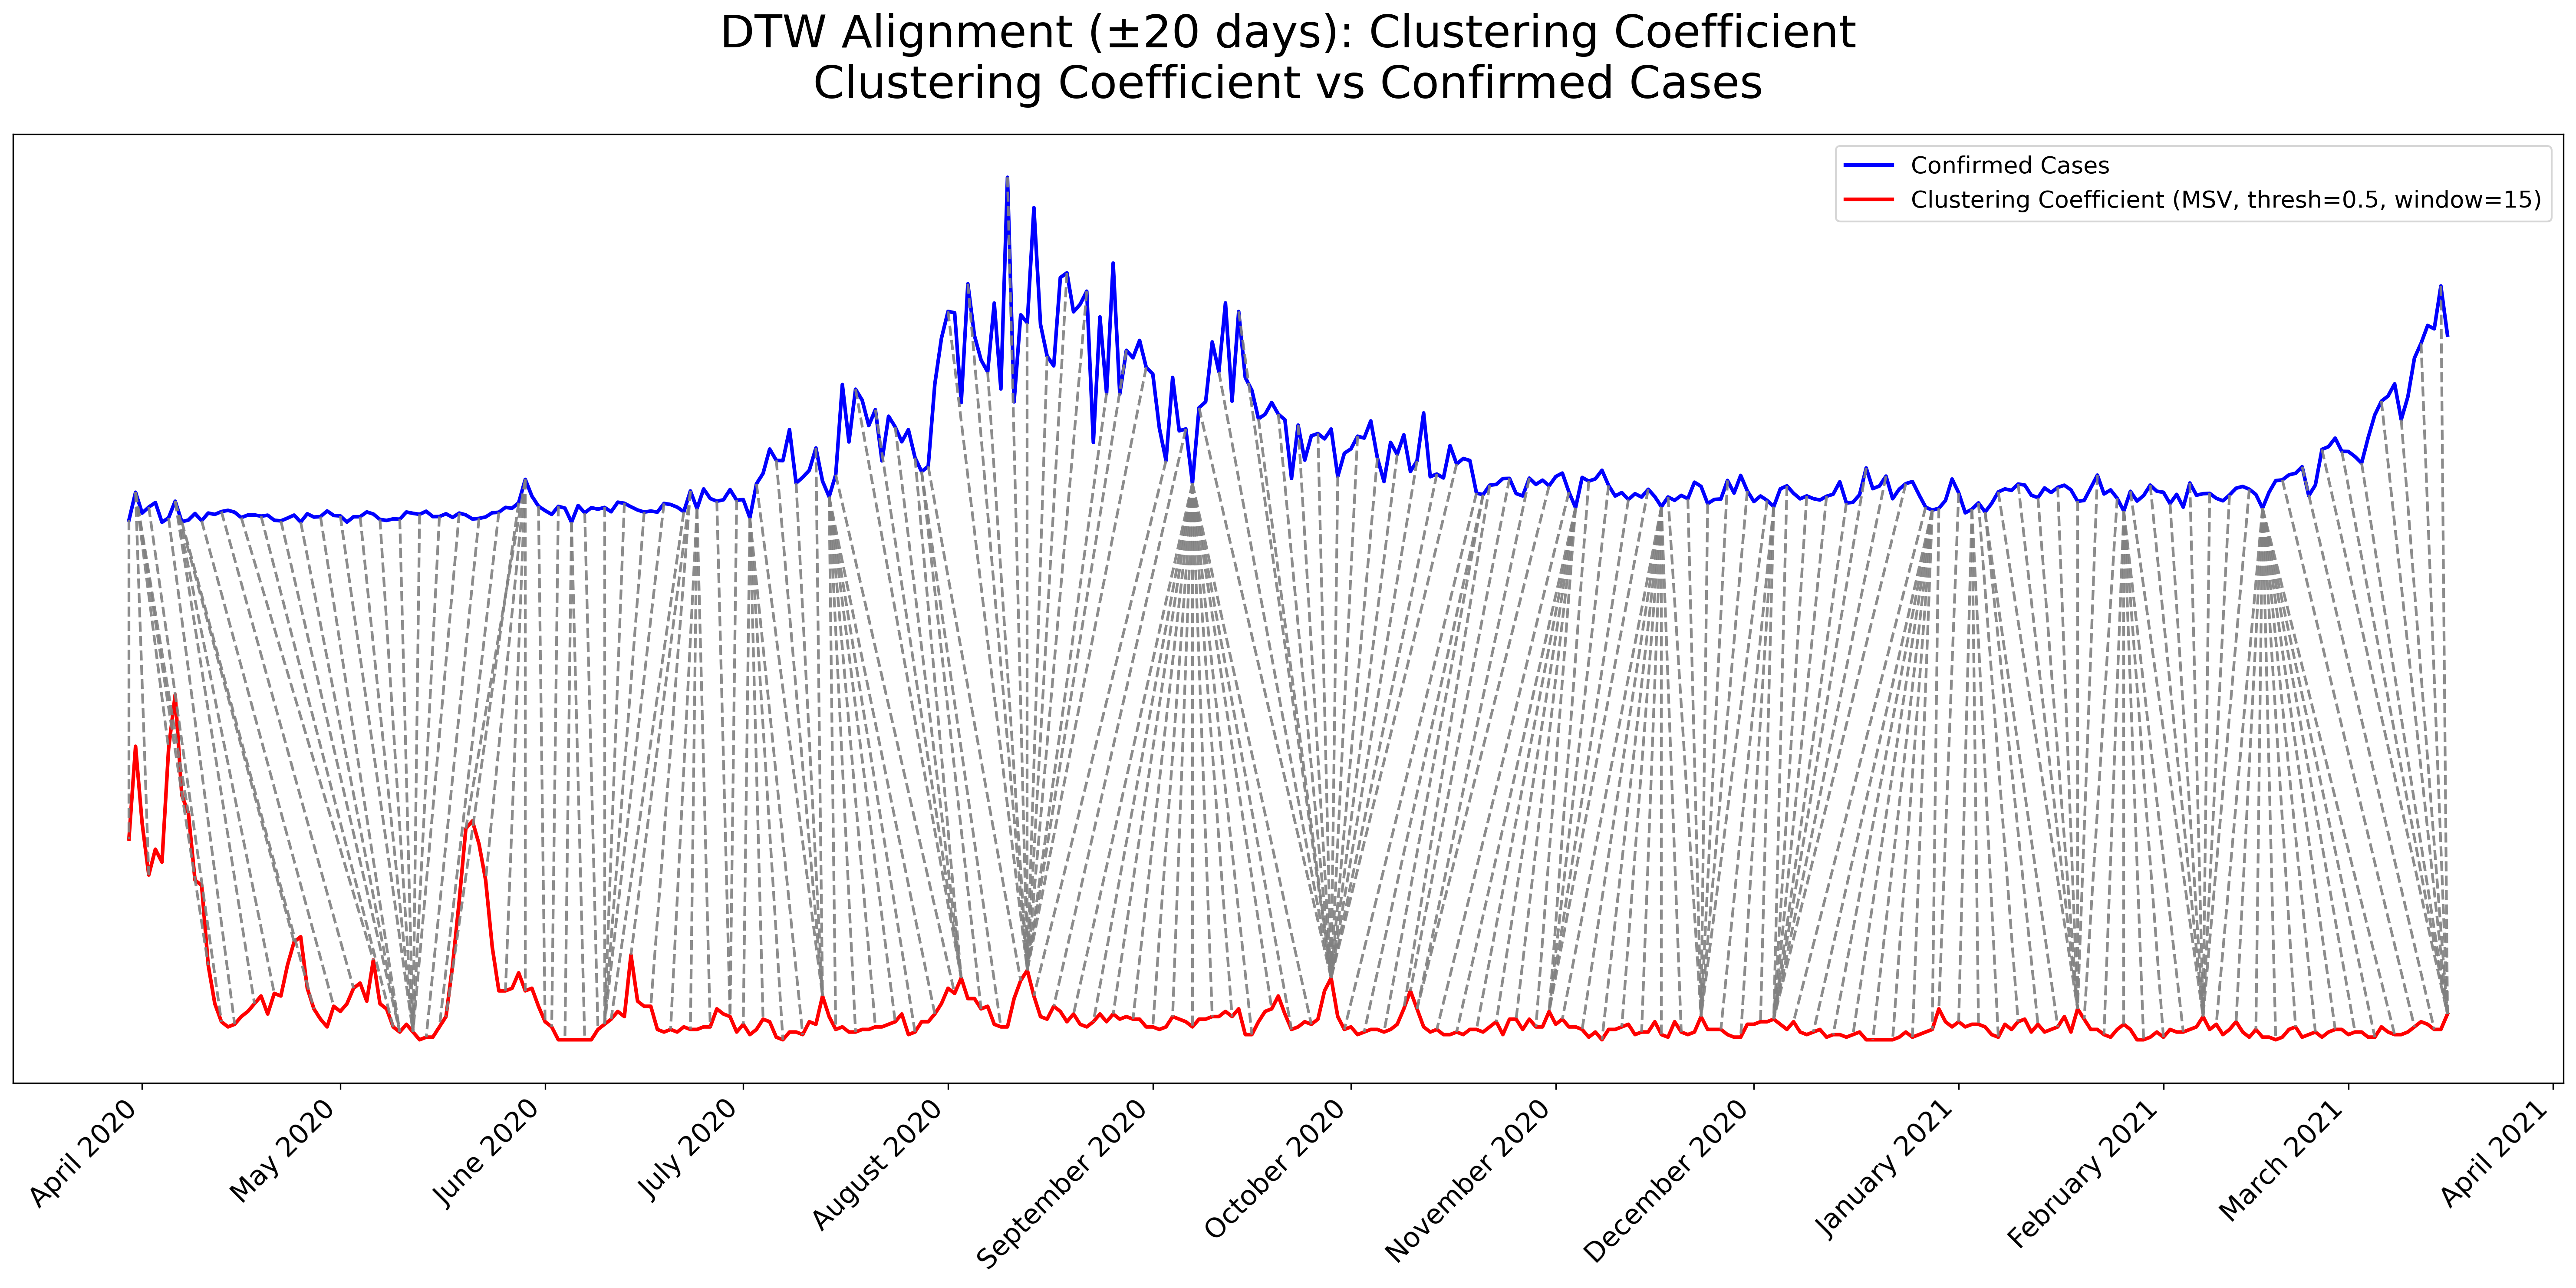 DTW Alignment (±20 days): Clustering Coefficient
Clustering Coefficient vs Confirmed Cases
Confirmed Cases
Clustering Coefficient (MSV, thresh=0.5, window=15)
April 2020
May 2020
June 2020
July 2020
August 2020
September 2020
October 2020
November 2020
December 2020
January 2021
February 2021
March 2021
April 2021